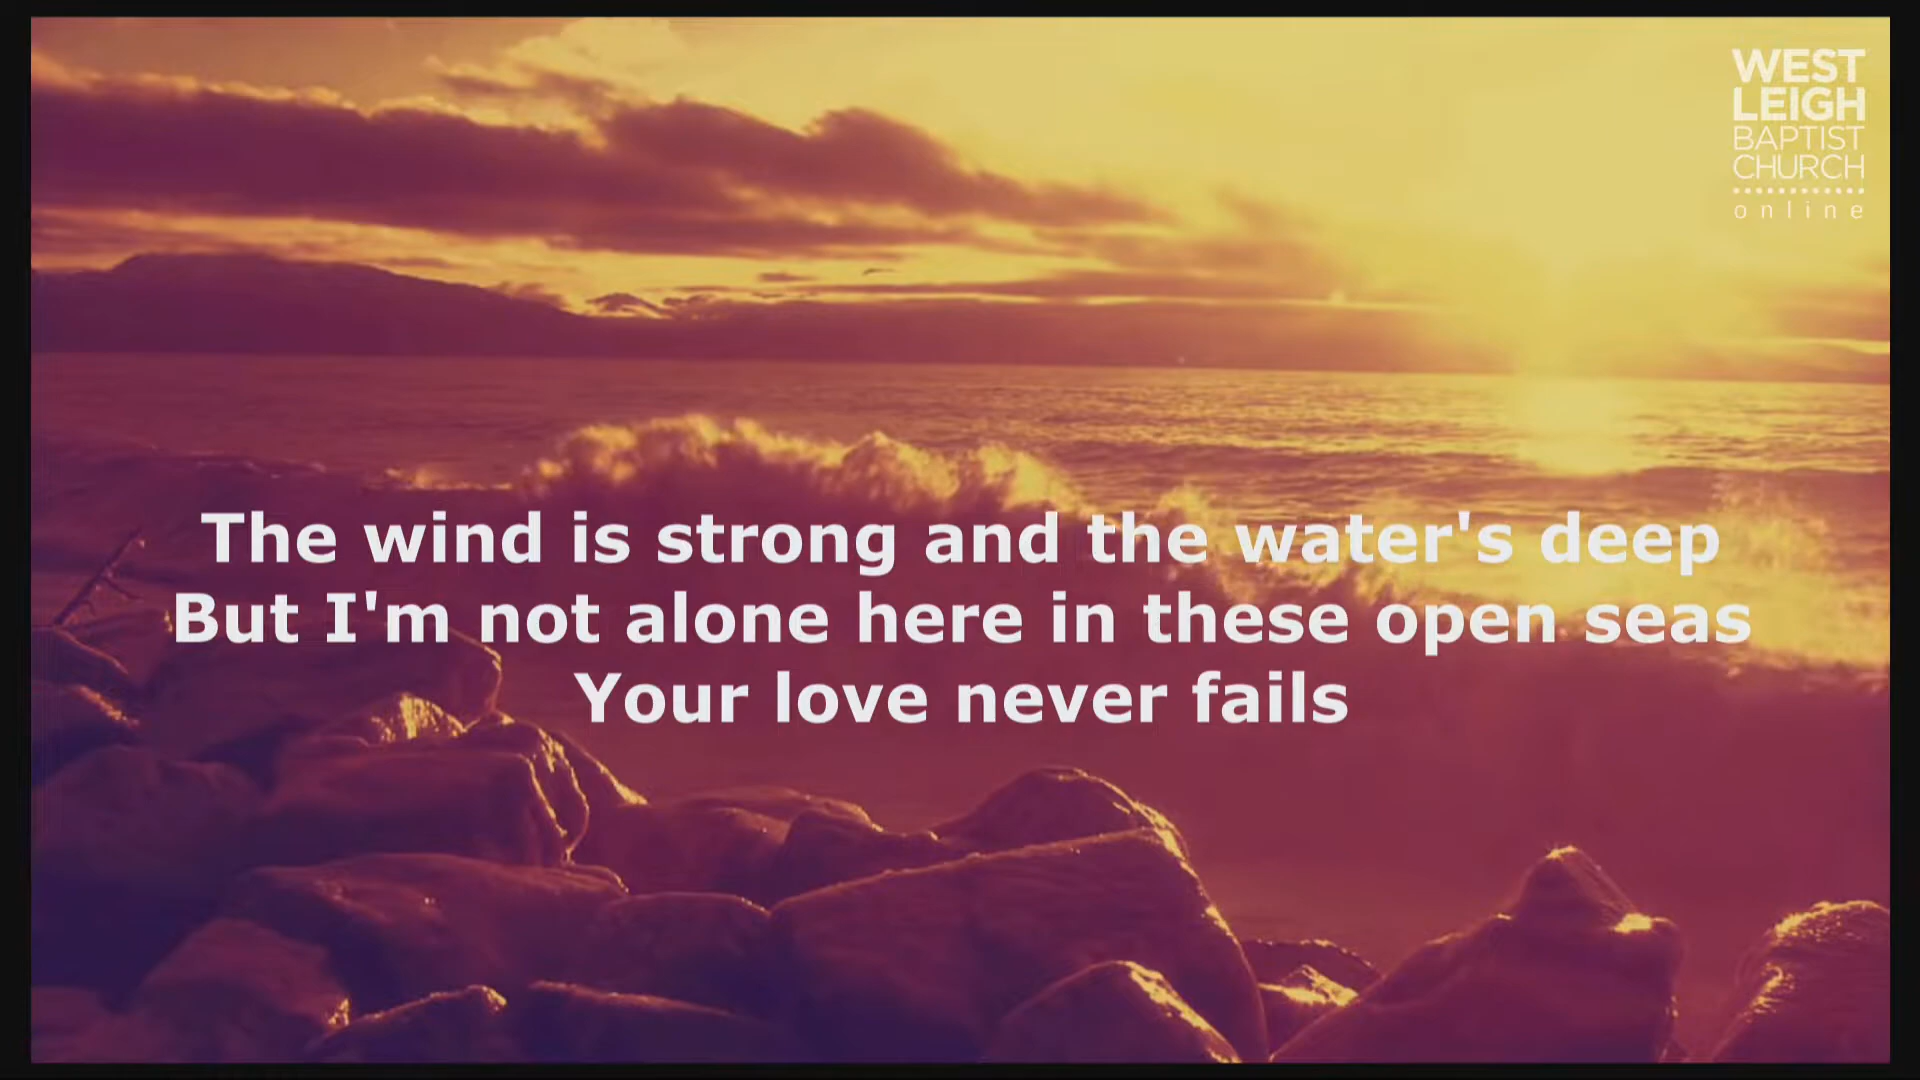 WEST
LEIGH
BAPTIST
CHURCH
online
The wind is strong and the water's deep
But I'm not alone here in these open seas
Your love never fails